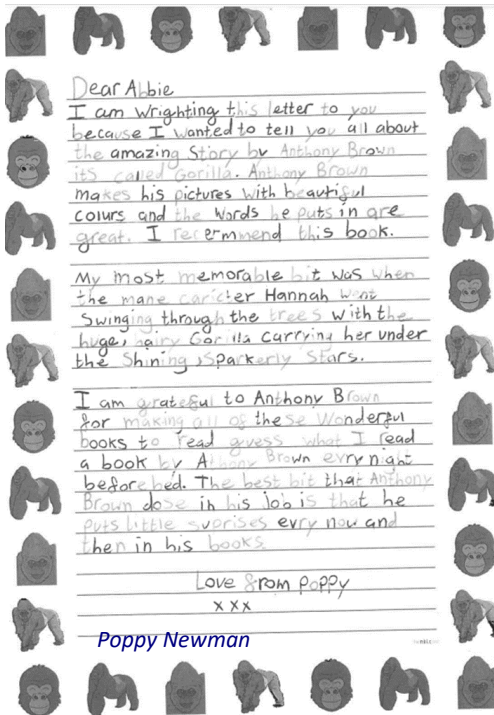 Dear Abbie
I am Wrighting this letter to you
because I wanted to tell you all about
the amazing Story by Anthony Brown
its called Gorilla. Anthony Brown
makes his pictures with beautiful
colurs and the words he puts in are
great. I recermmend this book.
My most memorable bit was when
the mane caricter Hannah went
Swinging through the trees with the
huge, hairy Gorilla carrying her under
the Shining, Sparkerly Stars.
I am grateful to Anthony Brown
for making all of these Wonderful
books to read guess what I read
a book by Anthony Brown evry night
before bed. The best bit that Anthony
Brown dose in his job is that he
puts little suprises evry now and
then in his books.
Love from poppy
x x x
Poppy Newman